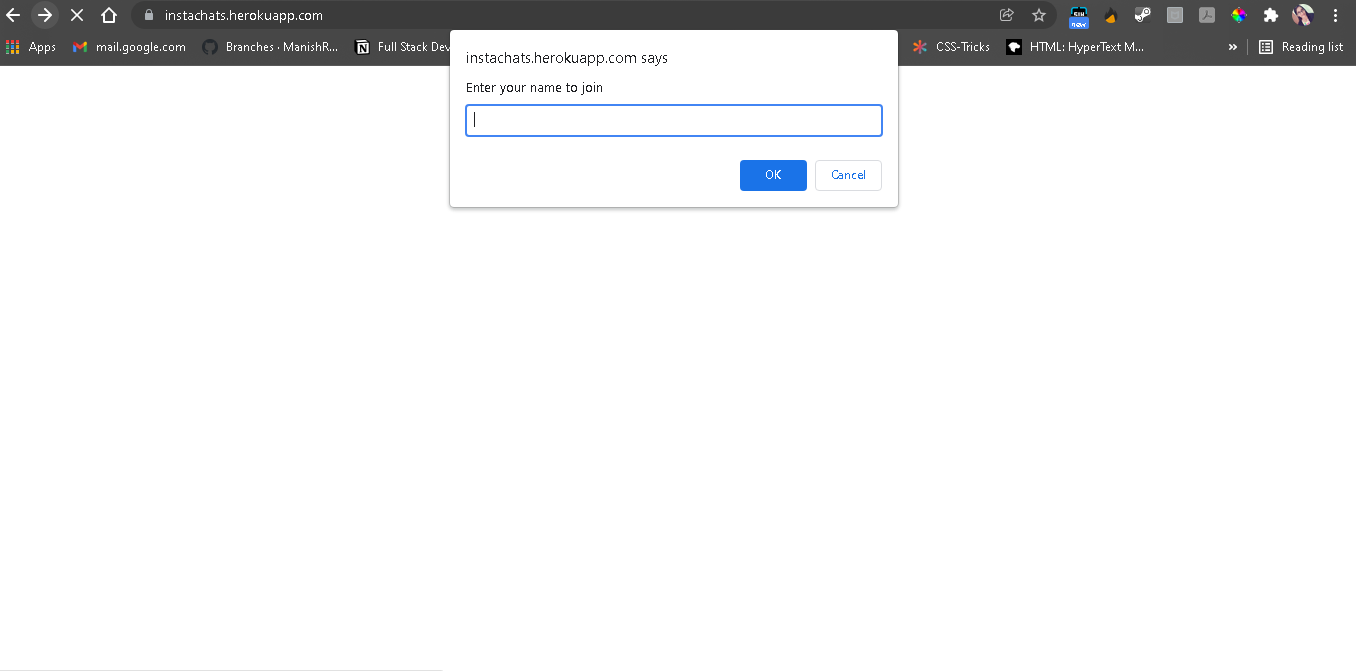 instachats.herokuapp.com
Apps
mail.google.com
Branches · ManishR...
Full Stack Dev
CSS-Tricks
HTML: HyperText M...
»
Reading list
instachats.herokuapp.com says
Enter your name to join
OK
Cancel